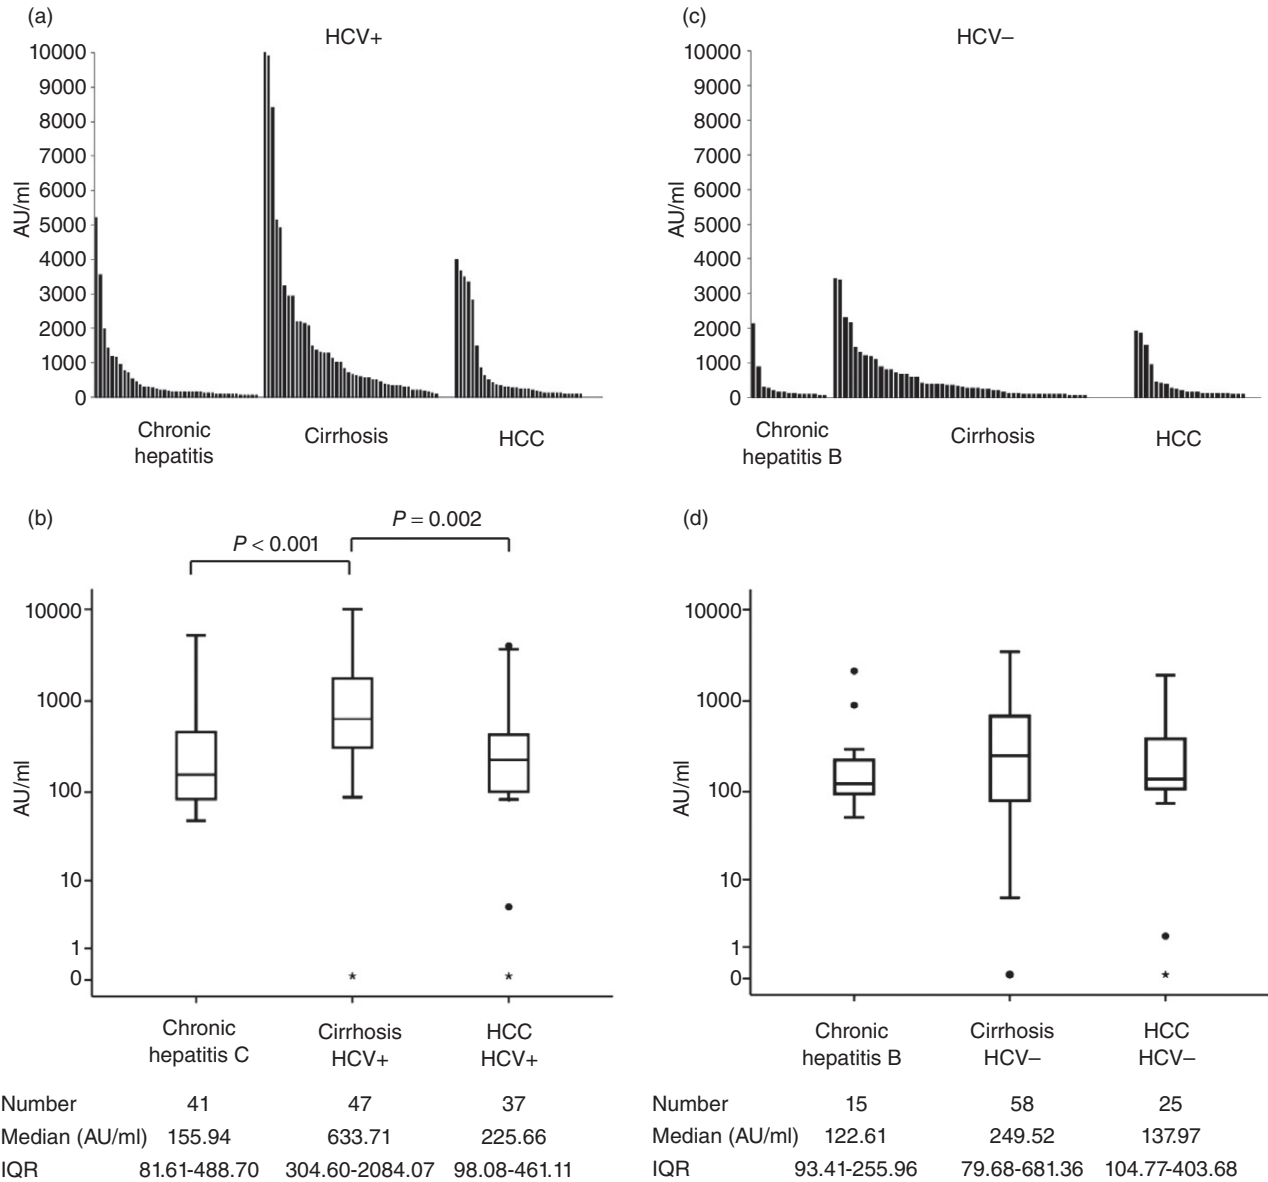 (a)
HCV+
10000
9000
8000
7000
6000
5000
4000
3000
2000
1000
0
AU/ml
Chronic
hepatitis
Cirrhosis
HCC
(c)
HCV–
10000
9000
8000
7000
6000
5000
4000
3000
2000
1000
0
AU/ml
Chronic
hepatitis B
Cirrhosis
HCC
(b)
P < 0.001
P = 0.002
10000
1000
100
10
1
0
AU/ml
Chronic
hepatitis C
Cirrhosis
HCV+
HCC
HCV+
Number 41 47 37
Median (AU/ml) 155.94 633.71 225.66
IQR 81.61-488.70 304.60-2084.07 98.08-461.11
(d)
10000
1000
100
10
1
0
AU/ml
Chronic
hepatitis B
Cirrhosis
HCV–
HCC
HCV–
Number 15 58 25
Median (AU/ml) 122.61 249.52 137.97
IQR 93.41-255.96 79.68-681.36 104.77-403.68